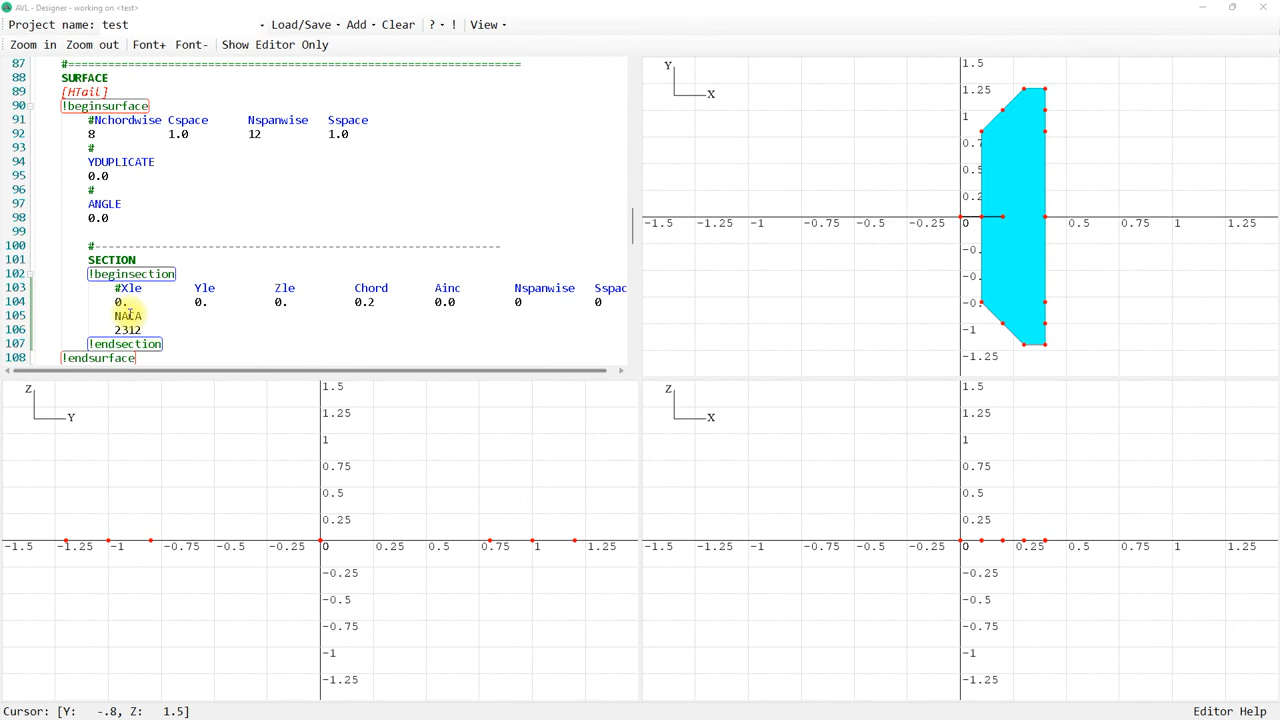 AVL - Designer - working on <test>
Project name: test Load/Save Add Clear ? ! View
Zoom in Zoom out Font+ Font- Show Editor Only
87 #================================================================
88 SURFACE
89 [HTail]
90 !beginsurface
91 #Nchordwise Cspace Nspanwise Sspace
92 8 1.0 12 1.0
93 #
94 YDUPLICATE
95 0.0
96 #
97 ANGLE
98 0.0
99
100 #-------------------------------------------------------------
101 SECTION
102 !beginsection
103 #Xle Yle Zle Chord Ainc Nspanwise Sspac
104 0. 0. 0. 0.2 0.0 0 0
105 NACA
106 2312
107 !endsection
108 !endsurface
Y
X
1.5
1.25
1
0.7
0.5
0.2
-1.5 -1.25 -1 -0.75 -0.5 -0.25 0 0.5 0.75 1 1.25
-0.
-0.
-0.
-1
-1.25
Z
Y
1.5
1.25
1
0.75
0.5
0.25
-1.5 -1.25 -1 -0.75 -0.5 -0.25 0 0.25 0.5 0.75 1 1.25
-0.25
-0.5
-0.75
-1
-1.25
Z
X
1.5
1.25
1
0.75
0.5
0.25
-1.5 -1.25 -1 -0.75 -0.5 -0.25 0 0.25 0.5 0.75 1 1.25
-0.25
-0.5
-0.75
-1
-1.25
Cursor: [Y: -.8, Z: 1.5] Editor Help